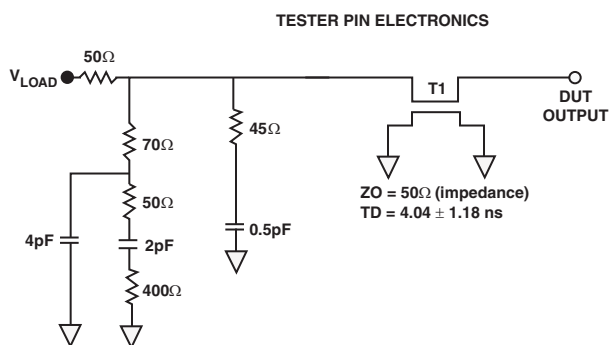 TESTER PIN ELECTRONICS
50Ω
VLOAD
T1
DUT
OUTPUT
70Ω
45Ω
50Ω
4pF
2pF
0.5pF
400Ω
ZO = 50Ω (impedance)
TD = 4.04 ± 1.18 ns